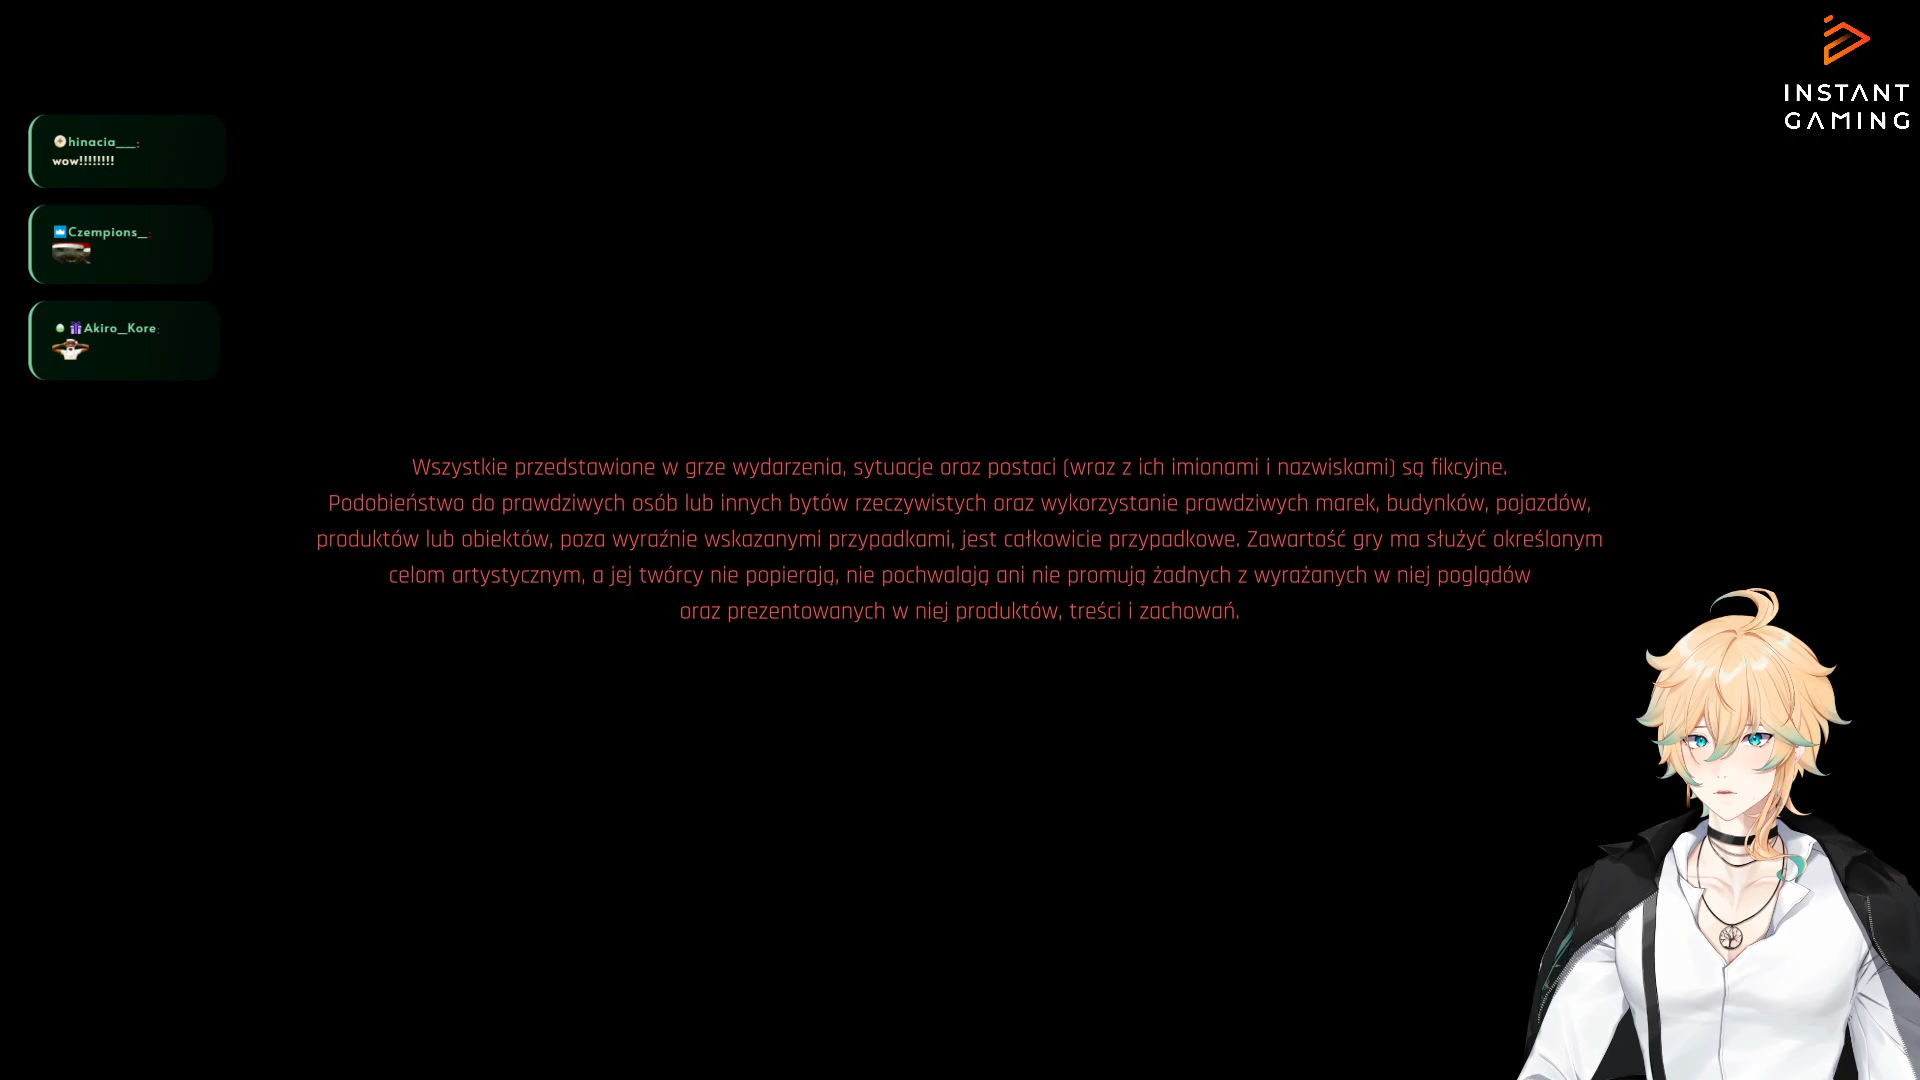 INSTANT
GAMING
hinacia___:
wow!!!!!!!!
Czempions_:
Akiro_Kore:
Wszystkie przedstawione w grze wydarzenia, sytuacje oraz postaci (wraz z ich imionami i nazwiskami) są fikcyjne.
Podobieństwo do prawdziwych osób lub innych bytów rzeczywistych oraz wykorzystanie prawdziwych marek, budynków, pojazdów,
produktów lub obiektów, poza wyraźnie wskazanymi przypadkami, jest całkowicie przypadkowe. Zawartość gry ma służyć określonym
celom artystycznym, a jej twórcy nie popierają, nie pochwalają ani nie promują żadnych z wyrażanych w niej poglądów
oraz prezentowanych w niej produktów, treści i zachowań.